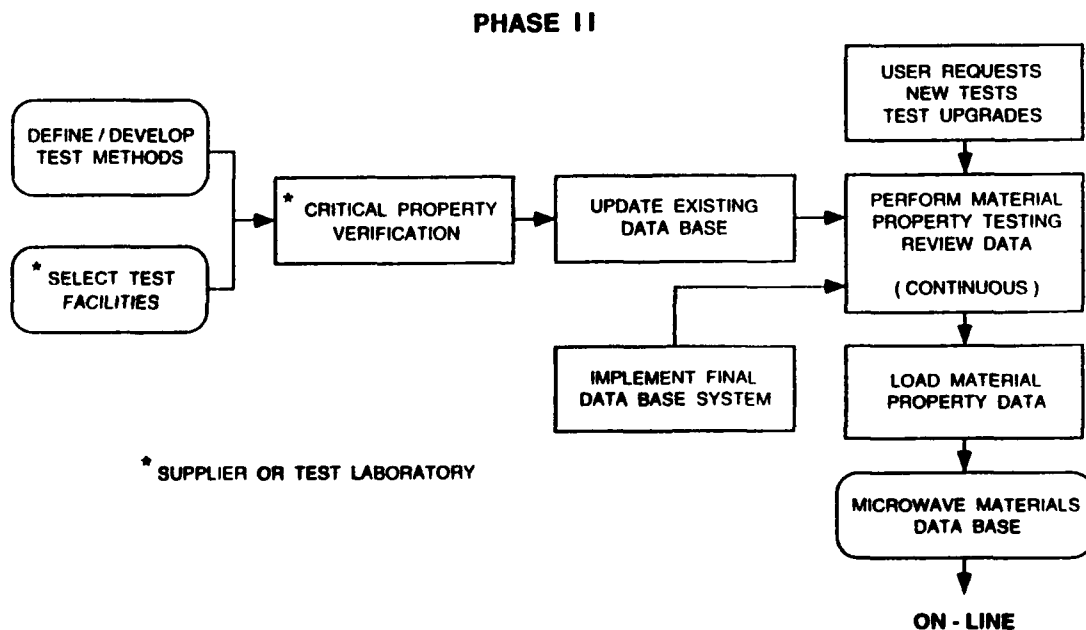 PHASE II
USER REQUESTS
NEW TESTS
TEST UPGRADES
DEFINE / DEVELOP
TEST METHODS
* SELECT TEST
FACILITIES
* CRITICAL PROPERTY
VERIFICATION
UPDATE EXISTING
DATA BASE
PERFORM MATERIAL
PROPERTY TESTING
REVIEW DATA
( CONTINUOUS )
IMPLEMENT FINAL
DATA BASE SYSTEM
LOAD MATERIAL
PROPERTY DATA
* SUPPLIER OR TEST LABORATORY
MICROWAVE MATERIALS
DATA BASE
ON - LINE